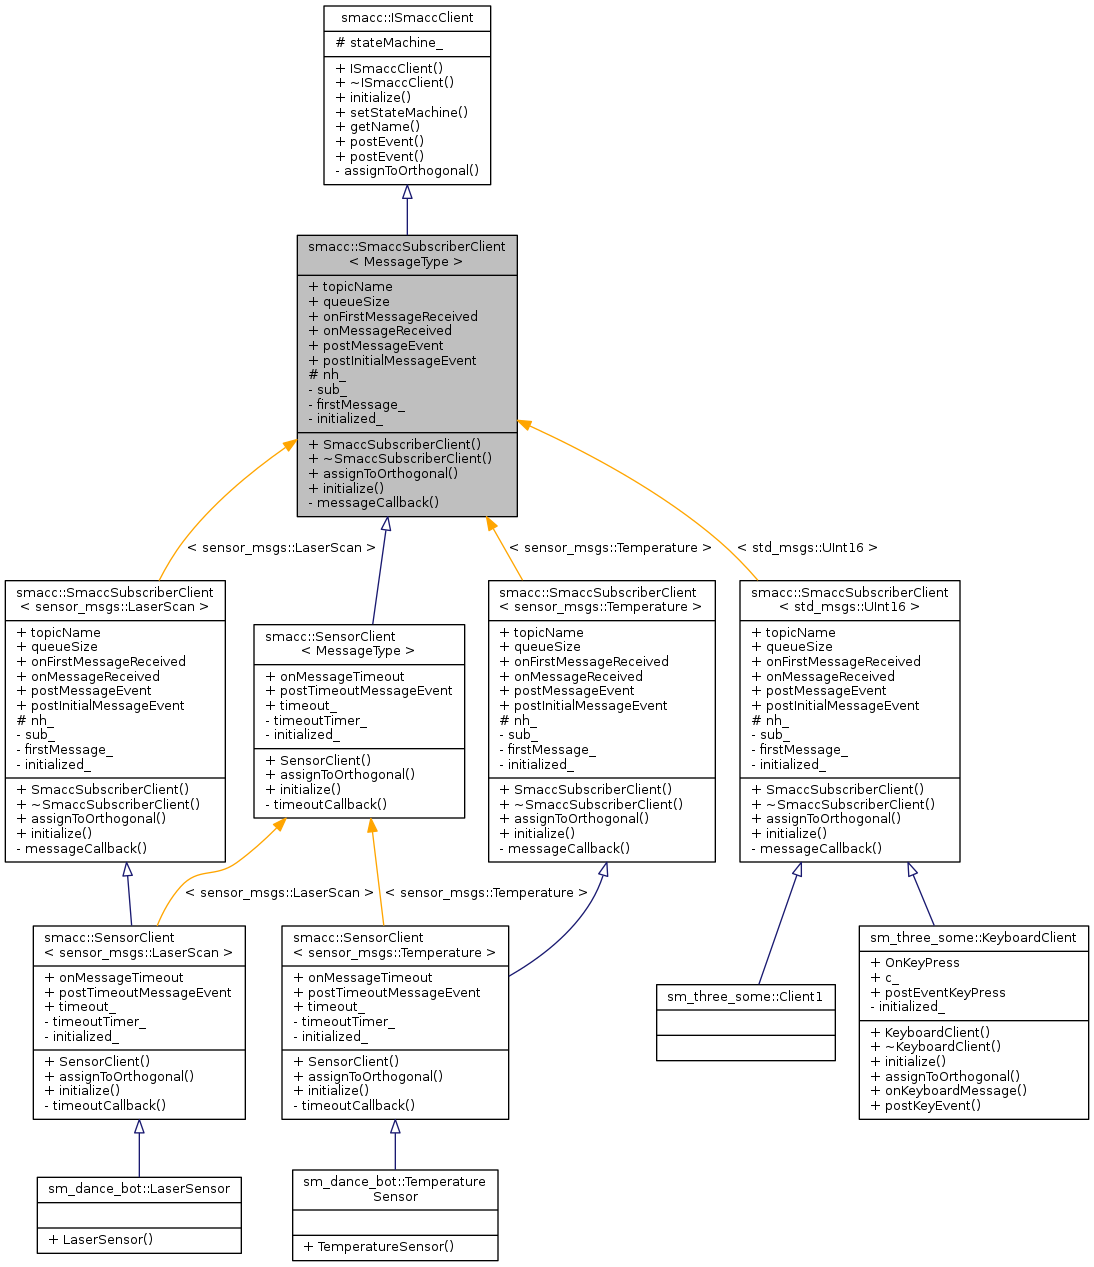 smacc::ISmaccClient
# stateMachine_
+ ISmaccClient()
+ ~ISmaccClient()
+ initialize()
+ setStateMachine()
+ getName()
+ postEvent()
+ postEvent()
- assignToOrthogonal()
smacc::SmaccSubscriberClient
< MessageType >
+ topicName
+ queueSize
+ onFirstMessageReceived
+ onMessageReceived
+ postMessageEvent
+ postInitialMessageEvent
# nh_
- sub_
- firstMessage_
- initialized_
+ SmaccSubscriberClient()
+ ~SmaccSubscriberClient()
+ assignToOrthogonal()
+ initialize()
- messageCallback()
< sensor_msgs::LaserScan >
< sensor_msgs::Temperature >
< std_msgs::UInt16 >
smacc::SmaccSubscriberClient
< sensor_msgs::LaserScan >
+ topicName
+ queueSize
+ onFirstMessageReceived
+ onMessageReceived
+ postMessageEvent
+ postInitialMessageEvent
# nh_
- sub_
- firstMessage_
- initialized_
+ SmaccSubscriberClient()
+ ~SmaccSubscriberClient()
+ assignToOrthogonal()
+ initialize()
- messageCallback()
smacc::SensorClient
< MessageType >
+ onMessageTimeout
+ postTimeoutMessageEvent
+ timeout_
- timeoutTimer_
- initialized_
+ SensorClient()
+ assignToOrthogonal()
+ initialize()
- timeoutCallback()
smacc::SmaccSubscriberClient
< sensor_msgs::Temperature >
+ topicName
+ queueSize
+ onFirstMessageReceived
+ onMessageReceived
+ postMessageEvent
+ postInitialMessageEvent
# nh_
- sub_
- firstMessage_
- initialized_
+ SmaccSubscriberClient()
+ ~SmaccSubscriberClient()
+ assignToOrthogonal()
+ initialize()
- messageCallback()
smacc::SmaccSubscriberClient
< std_msgs::UInt16 >
+ topicName
+ queueSize
+ onFirstMessageReceived
+ onMessageReceived
+ postMessageEvent
+ postInitialMessageEvent
# nh_
- sub_
- firstMessage_
- initialized_
+ SmaccSubscriberClient()
+ ~SmaccSubscriberClient()
+ assignToOrthogonal()
+ initialize()
- messageCallback()
< sensor_msgs::LaserScan >
< sensor_msgs::Temperature >
smacc::SensorClient
< sensor_msgs::LaserScan >
+ onMessageTimeout
+ postTimeoutMessageEvent
+ timeout_
- timeoutTimer_
- initialized_
+ SensorClient()
+ assignToOrthogonal()
+ initialize()
- timeoutCallback()
smacc::SensorClient
< sensor_msgs::Temperature >
+ onMessageTimeout
+ postTimeoutMessageEvent
+ timeout_
- timeoutTimer_
- initialized_
+ SensorClient()
+ assignToOrthogonal()
+ initialize()
- timeoutCallback()
sm_three_some::Client1
sm_three_some::KeyboardClient
+ OnKeyPress
+ c_
+ postEventKeyPress
- initialized_
+ KeyboardClient()
+ ~KeyboardClient()
+ initialize()
+ assignToOrthogonal()
+ onKeyboardMessage()
+ postKeyEvent()
sm_dance_bot::LaserSensor
+ LaserSensor()
sm_dance_bot::Temperature
Sensor
+ TemperatureSensor()